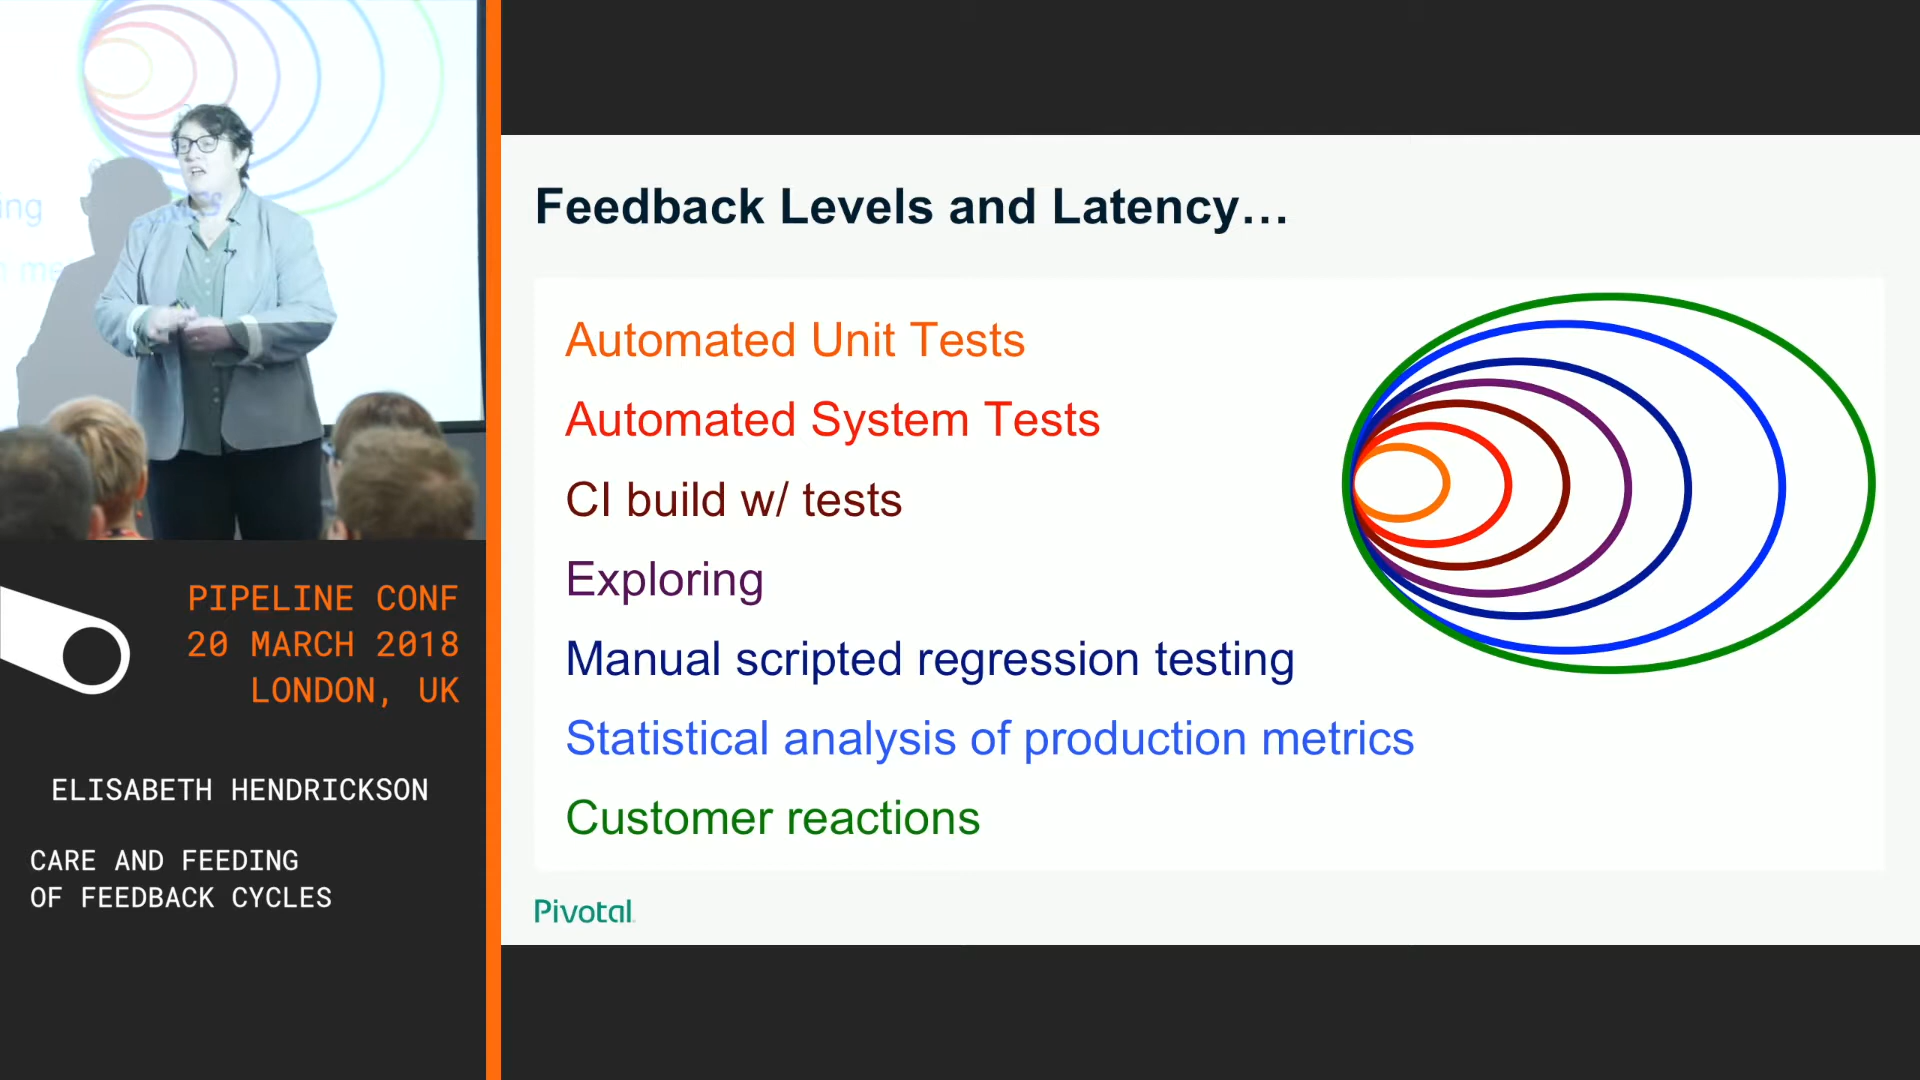 ing
n me
PIPELINE CONF
20 MARCH 2018
LONDON, UK
ELISABETH HENDRICKSON
CARE AND FEEDING
OF FEEDBACK CYCLES
Feedback Levels and Latency…
Automated Unit Tests
Automated System Tests
CI build w/ tests
Exploring
Manual scripted regression testing
Statistical analysis of production metrics
Customer reactions
Pivotal